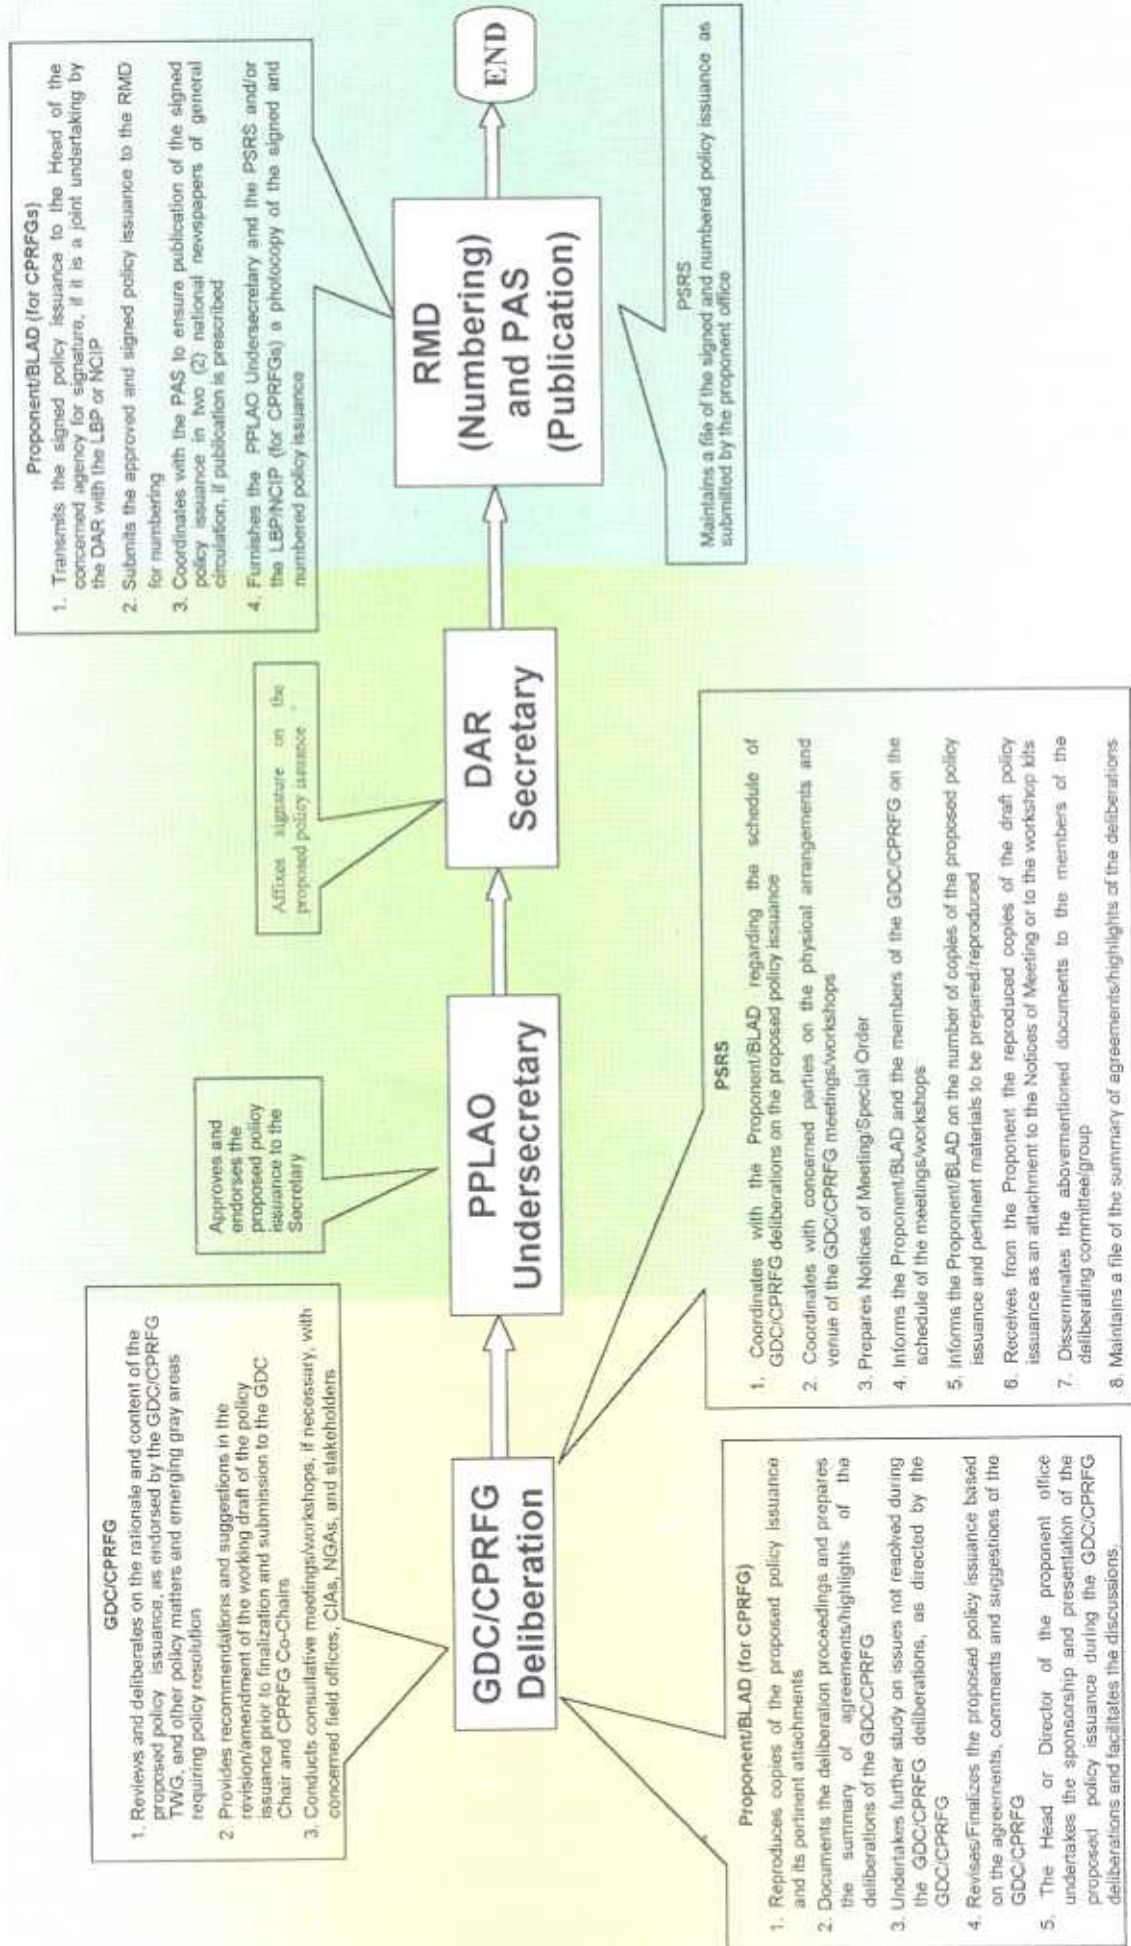 GDC/CPRFG
1. Reviews and deliberates on the rationale and content of the
proposed policy issuance, as endorsed by the GDC/CPRFG
TWG, and other policy matters and emerging gray areas
requiring policy resolution
2. Provides recommendations and suggestions in the
revision/amendment of the working draft of the policy
issuance prior to finalization and submission to the GDC
Chair and CPRFG Co-Chairs
3. Conducts consultative meetings/workshops, if necessary, with
concerned field offices, CIAs, NGAs, and stakeholders
Approves and
endorses the
proposed policy
issuance to the
Secretary
Affixes signature on the
proposed policy issuance
Proponent/BLAD (for CPRFGs)
1. Transmits the signed policy issuance to the Head of the
concerned agency for signature, if it is a joint undertaking by
the DAR with the LBP or NCIP
2. Submits the approved and signed policy issuance to the RMD
for numbering
3. Coordinates with the PAS to ensure publication of the signed
policy issuance in two (2) national newspapers of general
circulation, if publication is prescribed
4. Furnishes the PPLAO Undersecretary and the PSRS and/or
the LBP/NCIP (for CPRFGs) a photocopy of the signed and
numbered policy issuance
GDC/CPRFG
Deliberation
PPLAO
Undersecretary
DAR
Secretary
RMD
(Numbering)
and PAS
(Publication)
END
Proponent/BLAD (for CPRFG)
1. Reproduces copies of the proposed policy issuance
and its pertinent attachments
2. Documents the deliberation proceedings and prepares
the summary of agreements/highlights of the
deliberations of the GDC/CPRFG
3. Undertakes further study on issues not resolved during
the GDC/CPRFG deliberations, as directed by the
GDC/CPRFG
4. Revises/Finalizes the proposed policy issuance based
on the agreements, comments and suggestions of the
GDC/CPRFG
5. The Head or Director of the proponent office
undertakes the sponsorship and presentation of the
proposed policy issuance during the GDC/CPRFG
deliberations and facilitates the discussions.
PSRS
1. Coordinates with the Proponent/BLAD regarding the schedule of
GDC/CPRFG deliberations on the proposed policy issuance
2. Coordinates with concerned parties on the physical arrangements and
venue of the GDC/CPRFG meetings/workshops
3. Prepares Notices of Meeting/Special Order
4. Informs the Proponent/BLAD and the members of the GDC/CPRFG on the
schedule of the meetings/workshops
5. Informs the Proponent/BLAD on the number of copies of the proposed policy
issuance and pertinent materials to be prepared/reproduced
6. Receives from the Proponent the reproduced copies of the draft policy
issuance as an attachment to the Notices of Meeting or to the workshop kits
7. Disseminates the abovementioned documents to the members of the
deliberating committee/group
8. Maintains a file of the summary of agreements/highlights of the deliberations
PSRS
Maintains a file of the signed and numbered policy issuance as
submitted by the proponent office